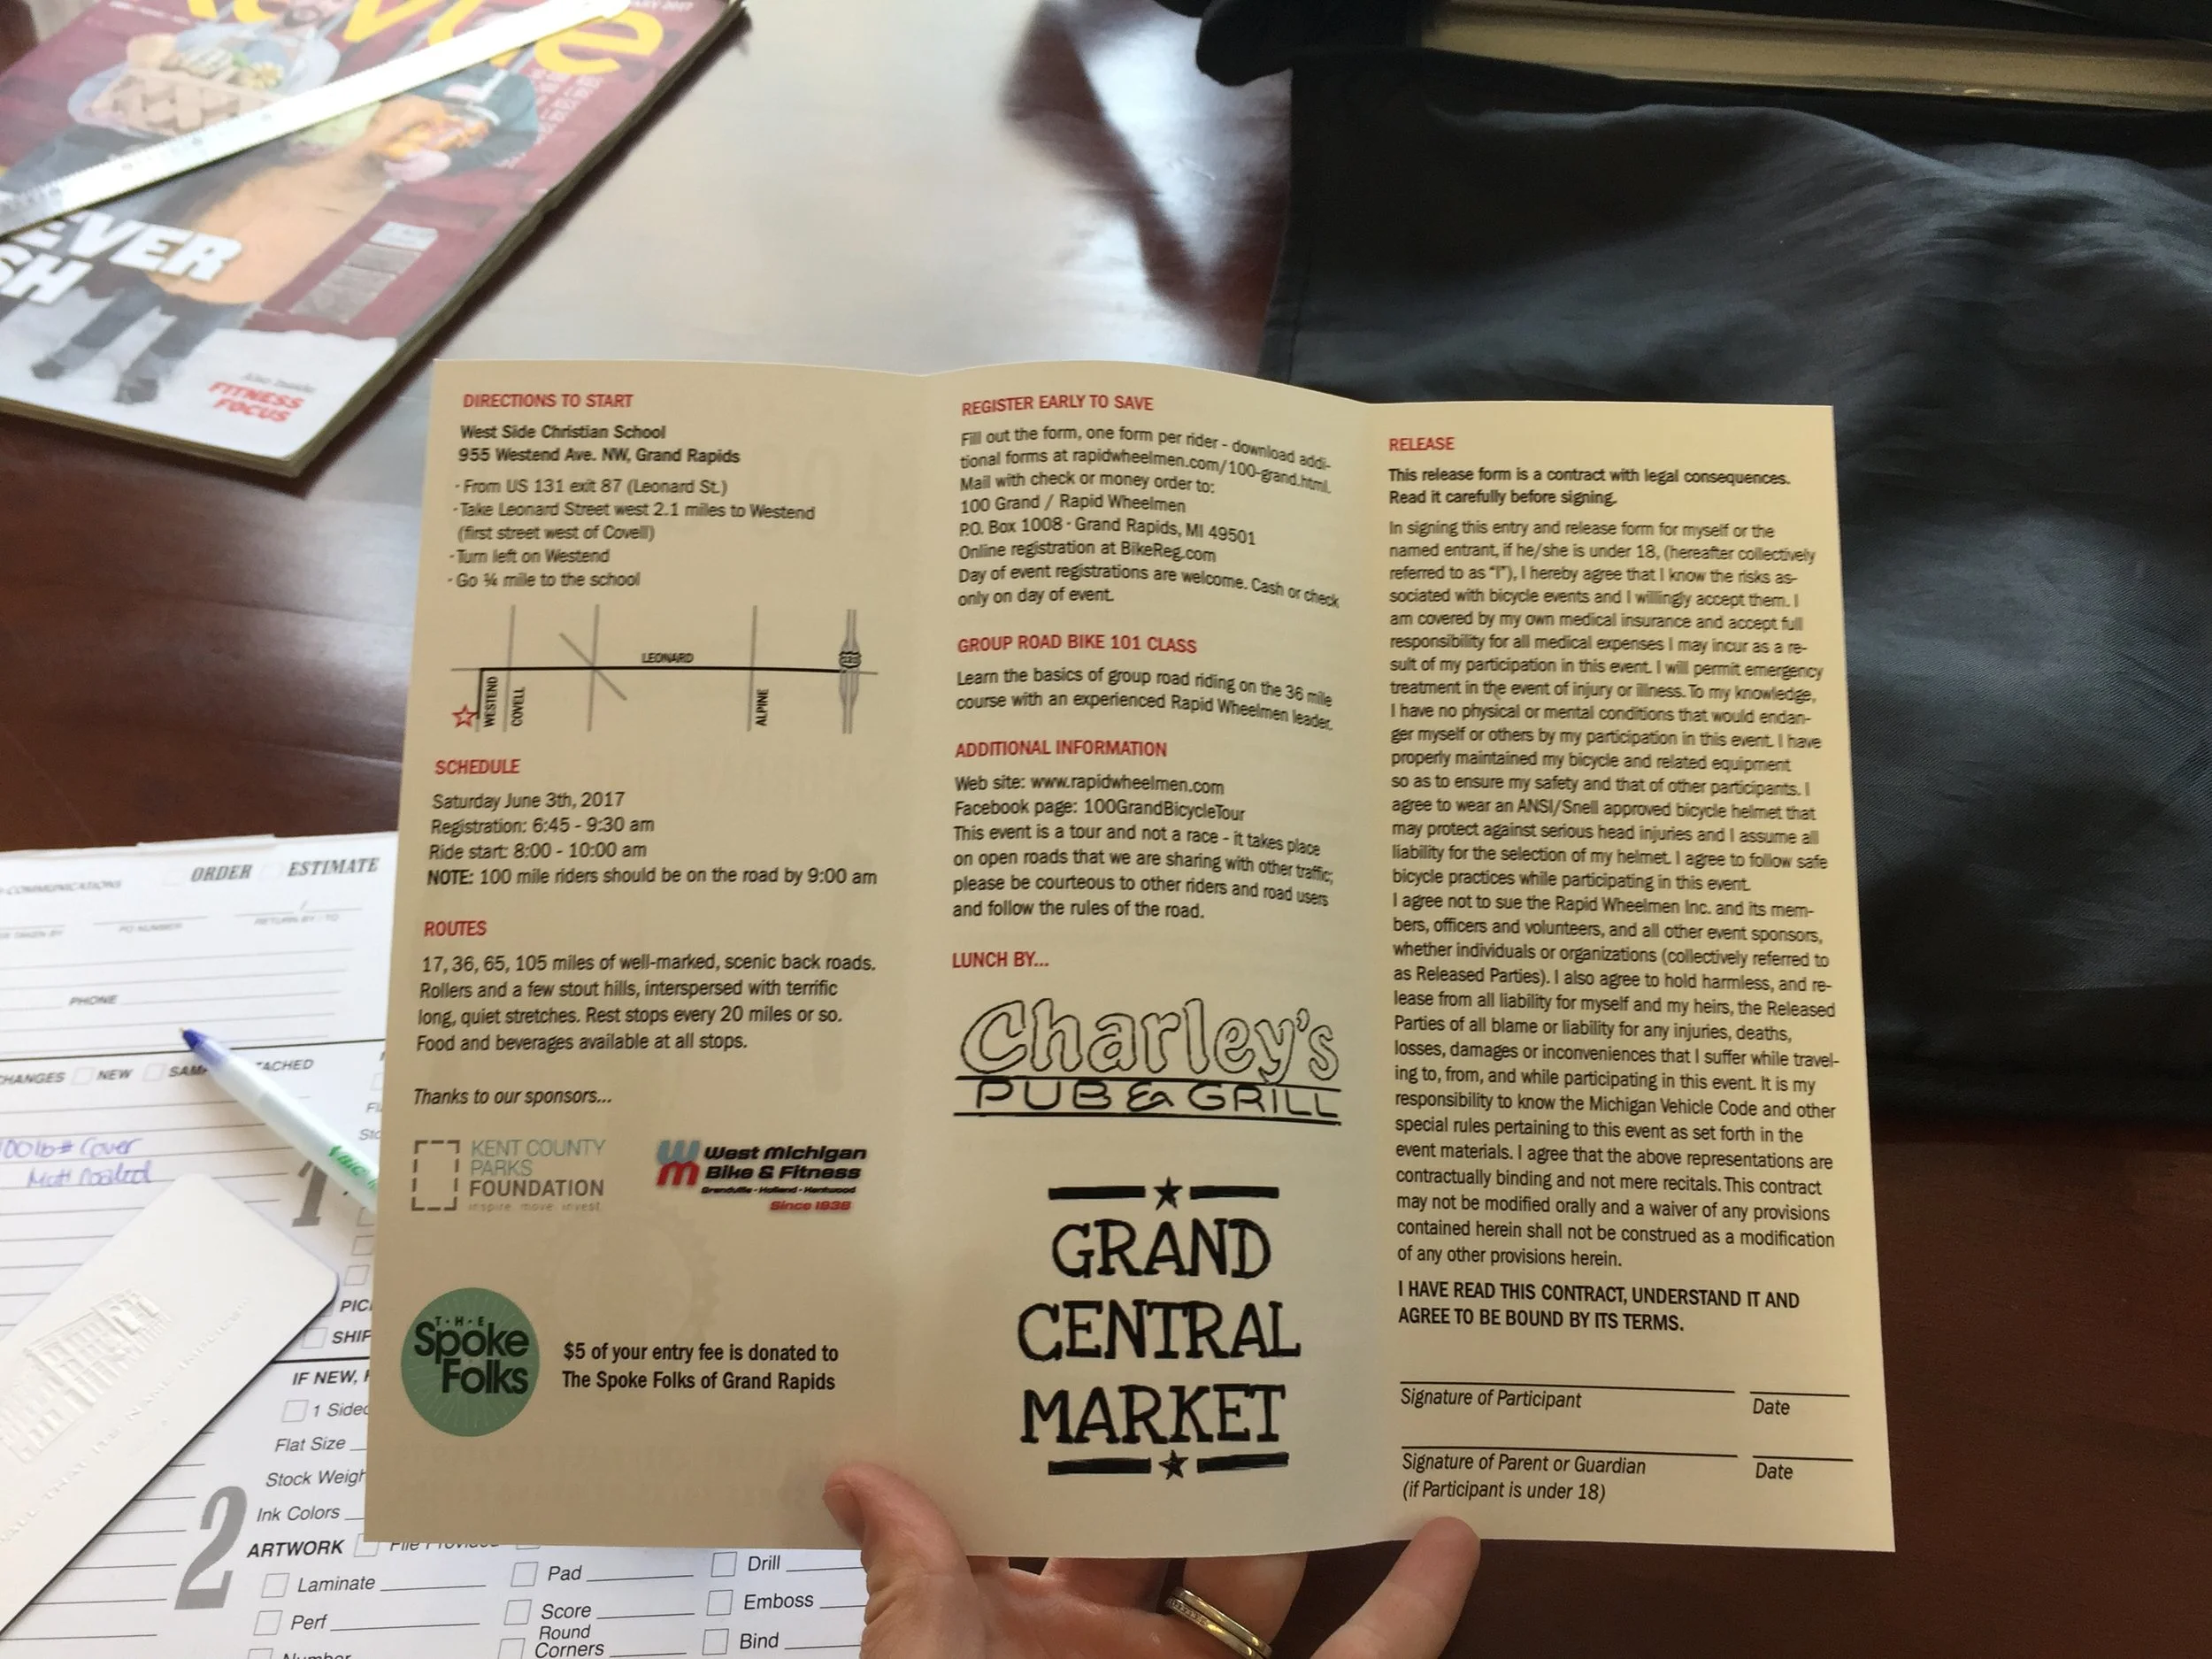 EVER
SH
Also Inside
FITNESS
FOCUS
DIRECTIONS TO START
West Side Christian School
955 Westend Ave. NW, Grand Rapids
- From US 131 exit 87 (Leonard St.)
- Take Leonard Street west 2.1 miles to Westend
(first street west of Covell)
- Turn left on Westend
- Go ¾ mile to the school
LEONARD
WESTEND
COVELL
ALPINE
SCHEDULE
Saturday June 3th, 2017
Registration: 6:45 - 9:30 am
Ride start: 8:00 - 10:00 am
NOTE: 100 mile riders should be on the road by 9:00 am
ROUTES
17, 36, 65, 105 miles of well-marked, scenic back roads.
Rollers and a few stout hills, interspersed with terrific
long, quiet stretches. Rest stops every 20 miles or so.
Food and beverages available at all stops.
Thanks to our sponsors...
KENT COUNTY
PARKS
FOUNDATION
inspire. move. invest.
West Michigan
Bike & Fitness
Grandville - Holland - Kentwood
Since 1938
THE
Spoke
Folks
$5 of your entry fee is donated to
The Spoke Folks of Grand Rapids
REGISTER EARLY TO SAVE
Fill out the form, one form per rider - download addi-
tional forms at rapidwheelmen.com/100-grand.html.
Mail with check or money order to:
100 Grand / Rapid Wheelmen
P.O. Box 1008 - Grand Rapids, MI 49501
Online registration at BikeReg.com
Day of event registrations are welcome. Cash or check
only on day of event.
GROUP ROAD BIKE 101 CLASS
Learn the basics of group road riding on the 36 mile
course with an experienced Rapid Wheelmen leader.
ADDITIONAL INFORMATION
Web site: www.rapidwheelmen.com
Facebook page: 100GrandBicycleTour
This event is a tour and not a race - it takes place
on open roads that we are sharing with other traffic;
please be courteous to other riders and road users
and follow the rules of the road.
LUNCH BY...
Charley's
PUB & GRILL
GRAND
CENTRAL
MARKET
RELEASE
This release form is a contract with legal consequences.
Read it carefully before signing.
In signing this entry and release form for myself or the
named entrant, if he/she is under 18, (hereafter collectively
referred to as "I"), I hereby agree that I know the risks as-
sociated with bicycle events and I willingly accept them. I
am covered by my own medical insurance and accept full
responsibility for all medical expenses I may incur as a re-
sult of my participation in this event. I will permit emergency
treatment in the event of injury or illness. To my knowledge,
I have no physical or mental conditions that would endan-
ger myself or others by my participation in this event. I have
properly maintained my bicycle and related equipment
so as to ensure my safety and that of other participants. I
agree to wear an ANSI/Snell approved bicycle helmet that
may protect against serious head injuries and I assume all
liability for the selection of my helmet. I agree to follow safe
bicycle practices while participating in this event.
I agree not to sue the Rapid Wheelmen Inc. and its mem-
bers, officers and volunteers, and all other event sponsors,
whether individuals or organizations (collectively referred to
as Released Parties). I also agree to hold harmless, and re-
lease from all liability for myself and my heirs, the Released
Parties of all blame or liability for any injuries, deaths,
losses, damages or inconveniences that I suffer while travel-
ing to, from, and while participating in this event. It is my
responsibility to know the Michigan Vehicle Code and other
special rules pertaining to this event as set forth in the
event materials. I agree that the above representations are
contractually binding and not mere recitals. This contract
may not be modified orally and a waiver of any provisions
contained herein shall not be construed as a modification
of any other provisions herein.
I HAVE READ THIS CONTRACT, UNDERSTAND IT AND
AGREE TO BE BOUND BY ITS TERMS.
Signature of Participant Date
Signature of Parent or Guardian Date
(if Participant is under 18)
COMMUNICATIONS ORDER ESTIMATE
PO NUMBER RETURN BY / TO
PHONE
NEW
100lb# Cover
Matt Coated
1
SHIP
IF NEW,
1 Sided
Flat Size
Stock Weigh
2
Ink Colors
ARTWORK
Laminate Pad Drill
Perf Score Emboss
Round
Corners Bind
Number